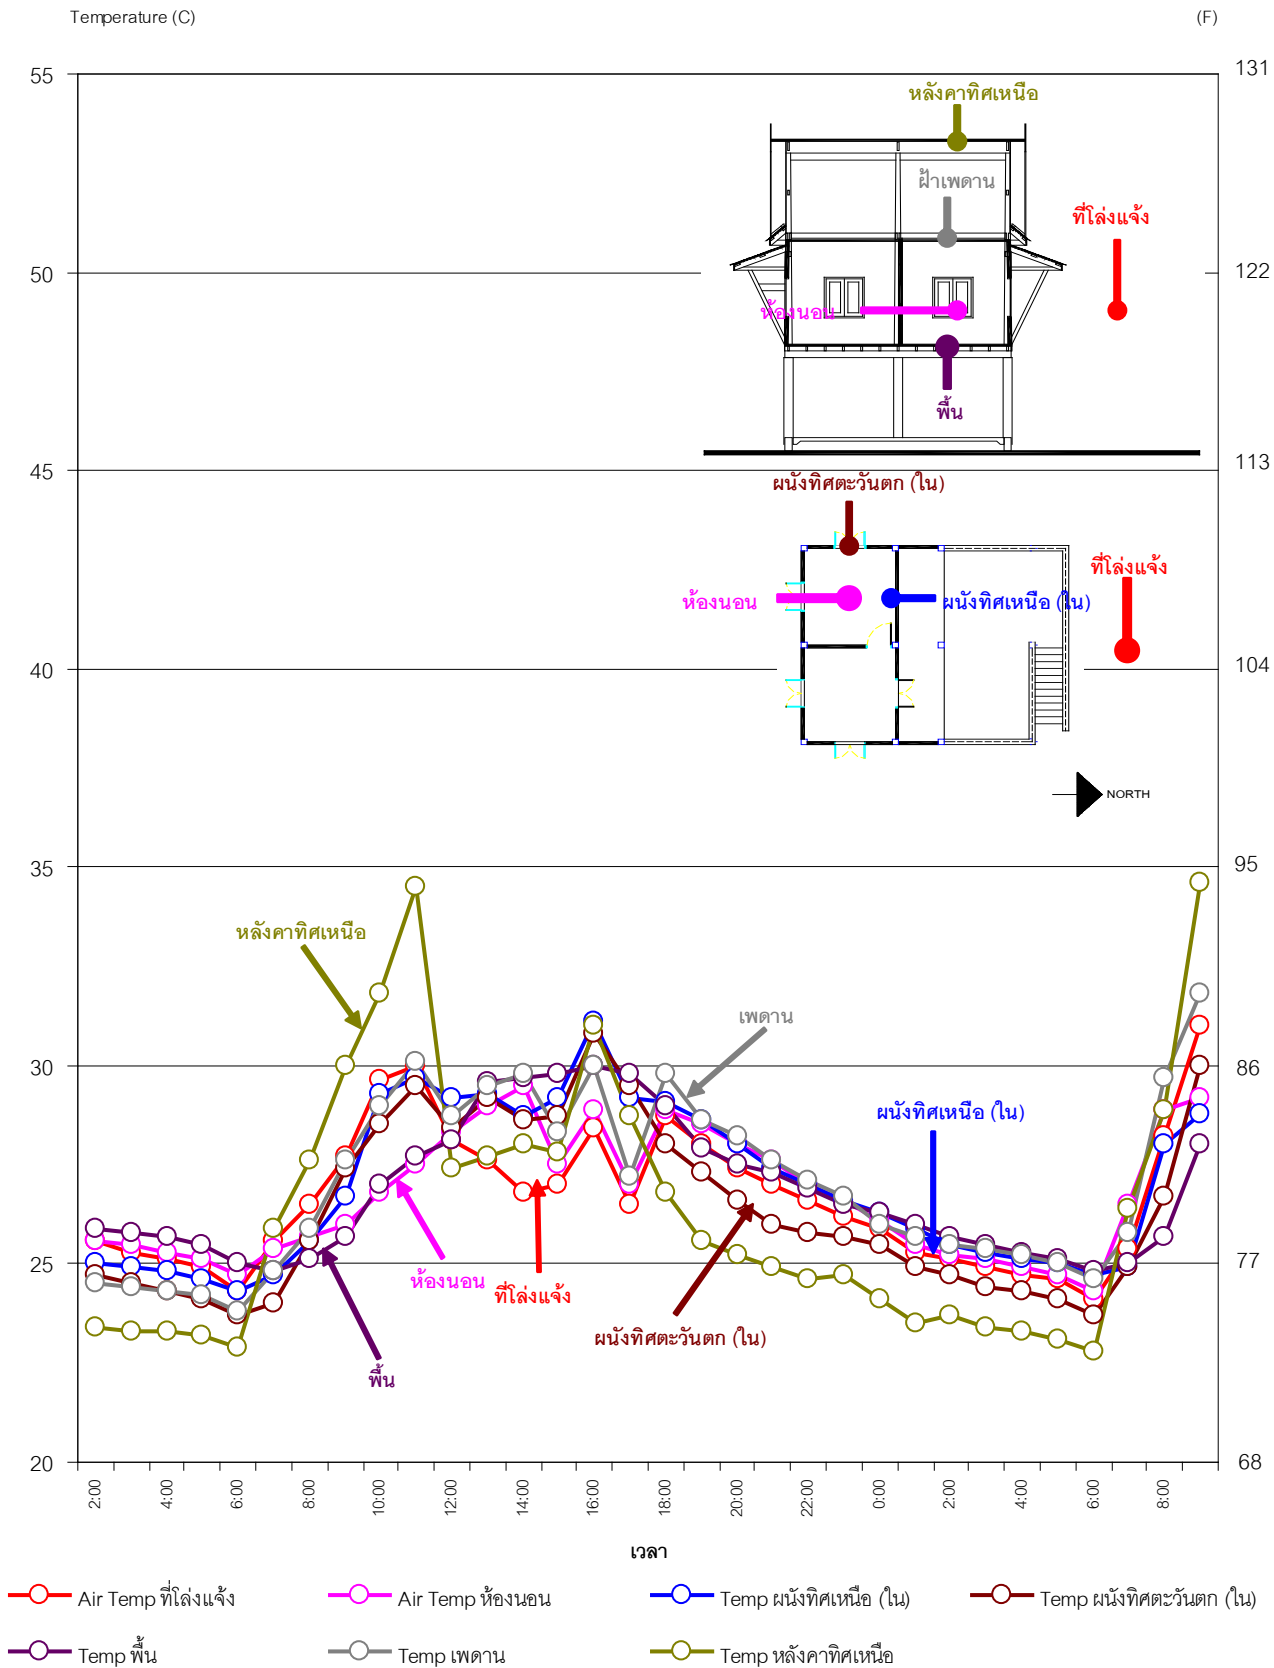 Temperature (C) (F)
55 131
หลังคาทิศเหนือ
ฝ้าเพดาน
ที่โล่งแจ้ง
50 122
ห้องนอน
พื้น
45 113
ผนังทิศตะวันตก (ใน)
ที่โล่งแจ้ง
ห้องนอน ผนังทิศเหนือ (ใน)
40 104
NORTH
35 95
หลังคาทิศเหนือ
เพดาน
30 86
ผนังทิศเหนือ (ใน)
25 77
ห้องนอน
ที่โล่งแจ้ง
ผนังทิศตะวันตก (ใน)
พื้น
20 68
2:00 4:00 6:00 8:00 10:00 12:00 14:00 16:00 18:00 20:00 22:00 0:00 2:00 4:00 6:00 8:00
เวลา
Air Temp ที่โล่งแจ้ง Air Temp ห้องนอน Temp ผนังทิศเหนือ (ใน) Temp ผนังทิศตะวันตก (ใน)
Temp พื้น Temp เพดาน Temp หลังคาทิศเหนือ